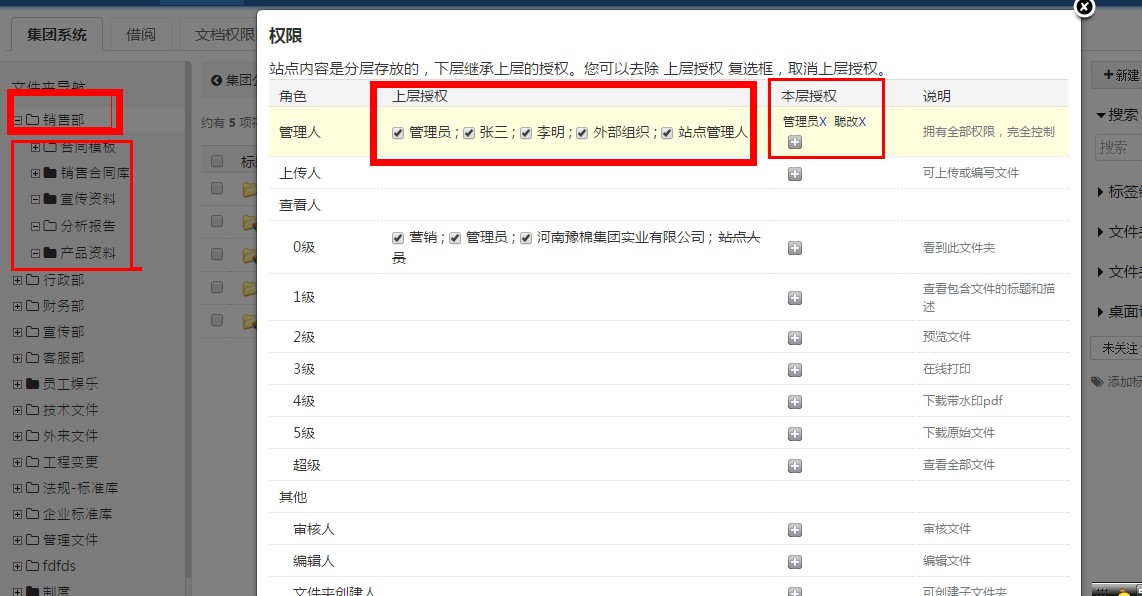 集团系统 借阅 文档权限
文件夹导航
销售部
合同模板
销售合同库
宣传资料
分析报告
产品资料
行政部
财务部
宣传部
客服部
员工娱乐
技术文件
外来文件
工程变更
法规-标准库
企业标准库
管理文件
fdfds
制度
集团公
约有 5 项
标
权限
站点内容是分层存放的，下层继承上层的授权。您可以去除 上层授权 复选框，取消上层授权。
角色 上层授权 本层授权 说明
管理人 管理员；张三；李明；外部组织；站点管理人 管理员X 聪改X 拥有全部权限，完全控制
上传人 可上传或编写文件
查看人
0级 营销；管理员；河南豫棉集团实业有限公司；站点人
员 看到此文件夹
1级 查看包含文件的标题和描
述
2级 预览文件
3级 在线打印
4级 下载带水印pdf
5级 下载原始文件
超级 查看全部文件
其他
审核人 审核文件
编辑人 编辑文件
文件夹创建人 可创建子文件夹
+新建
搜索
搜索
标签
文件
文件
桌面
未关注
添加标